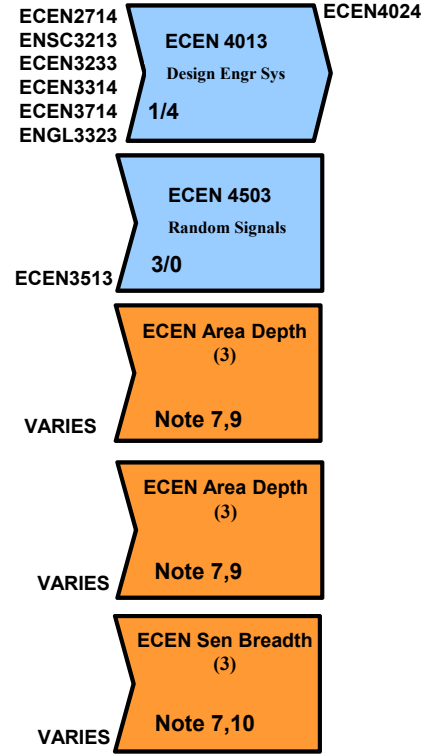 ECEN2714
ENSC3213
ECEN3233
ECEN3314
ECEN3714
ENGL3323
ECEN 4013
Design Engr Sys
1/4
ECEN4024
ECEN 4503
Random Signals
3/0
ECEN3513
ECEN Area Depth
(3)
Note 7,9
VARIES
ECEN Area Depth
(3)
Note 7,9
VARIES
ECEN Sen Breadth
(3)
Note 7,10
VARIES